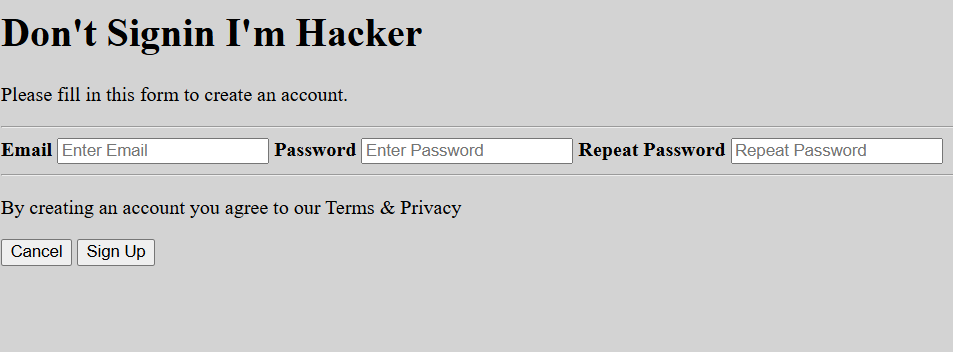 Don't Signin I'm Hacker
Please fill in this form to create an account.
Email Enter Email Password Enter Password Repeat Password Repeat Password
By creating an account you agree to our Terms & Privacy
Cancel Sign Up